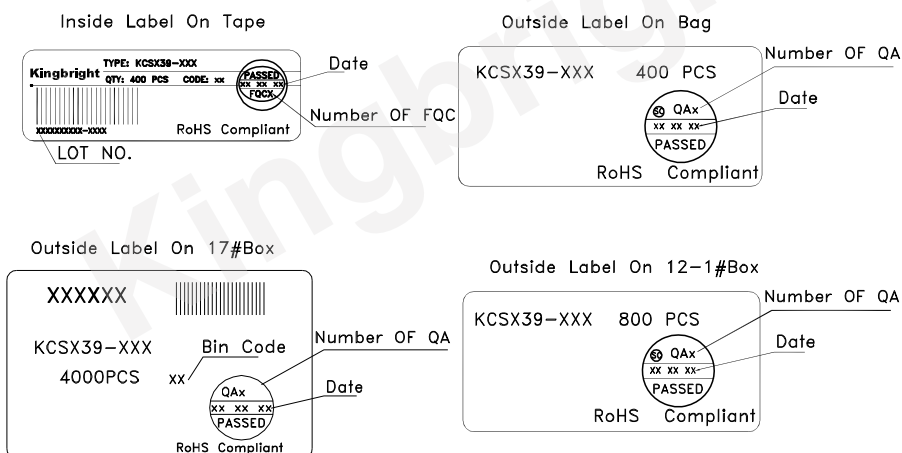 Inside Label On Tape
Kingbright
TYPE: KCSX39-XXX
QTY: 400 PCS CODE: xx
PASSED
xx xx xx
FQCX
xxxxxxxxxx-xxxx
RoHS Compliant
Date
Number OF FQC
LOT NO.
Outside Label On Bag
KCSX39-XXX 400 PCS
SC QAx
xx xx xx
PASSED
RoHS Compliant
Number OF QA
Date
Outside Label On 17#Box
XXXXXX
KCSX39-XXX
Bin Code
4000PCS xx
QAx
xx xx xx
PASSED
RoHS Compliant
Number OF QA
Date
Outside Label On 12-1#Box
KCSX39-XXX 800 PCS
SC QAx
xx xx xx
PASSED
RoHS Compliant
Number OF QA
Date
Kingbright